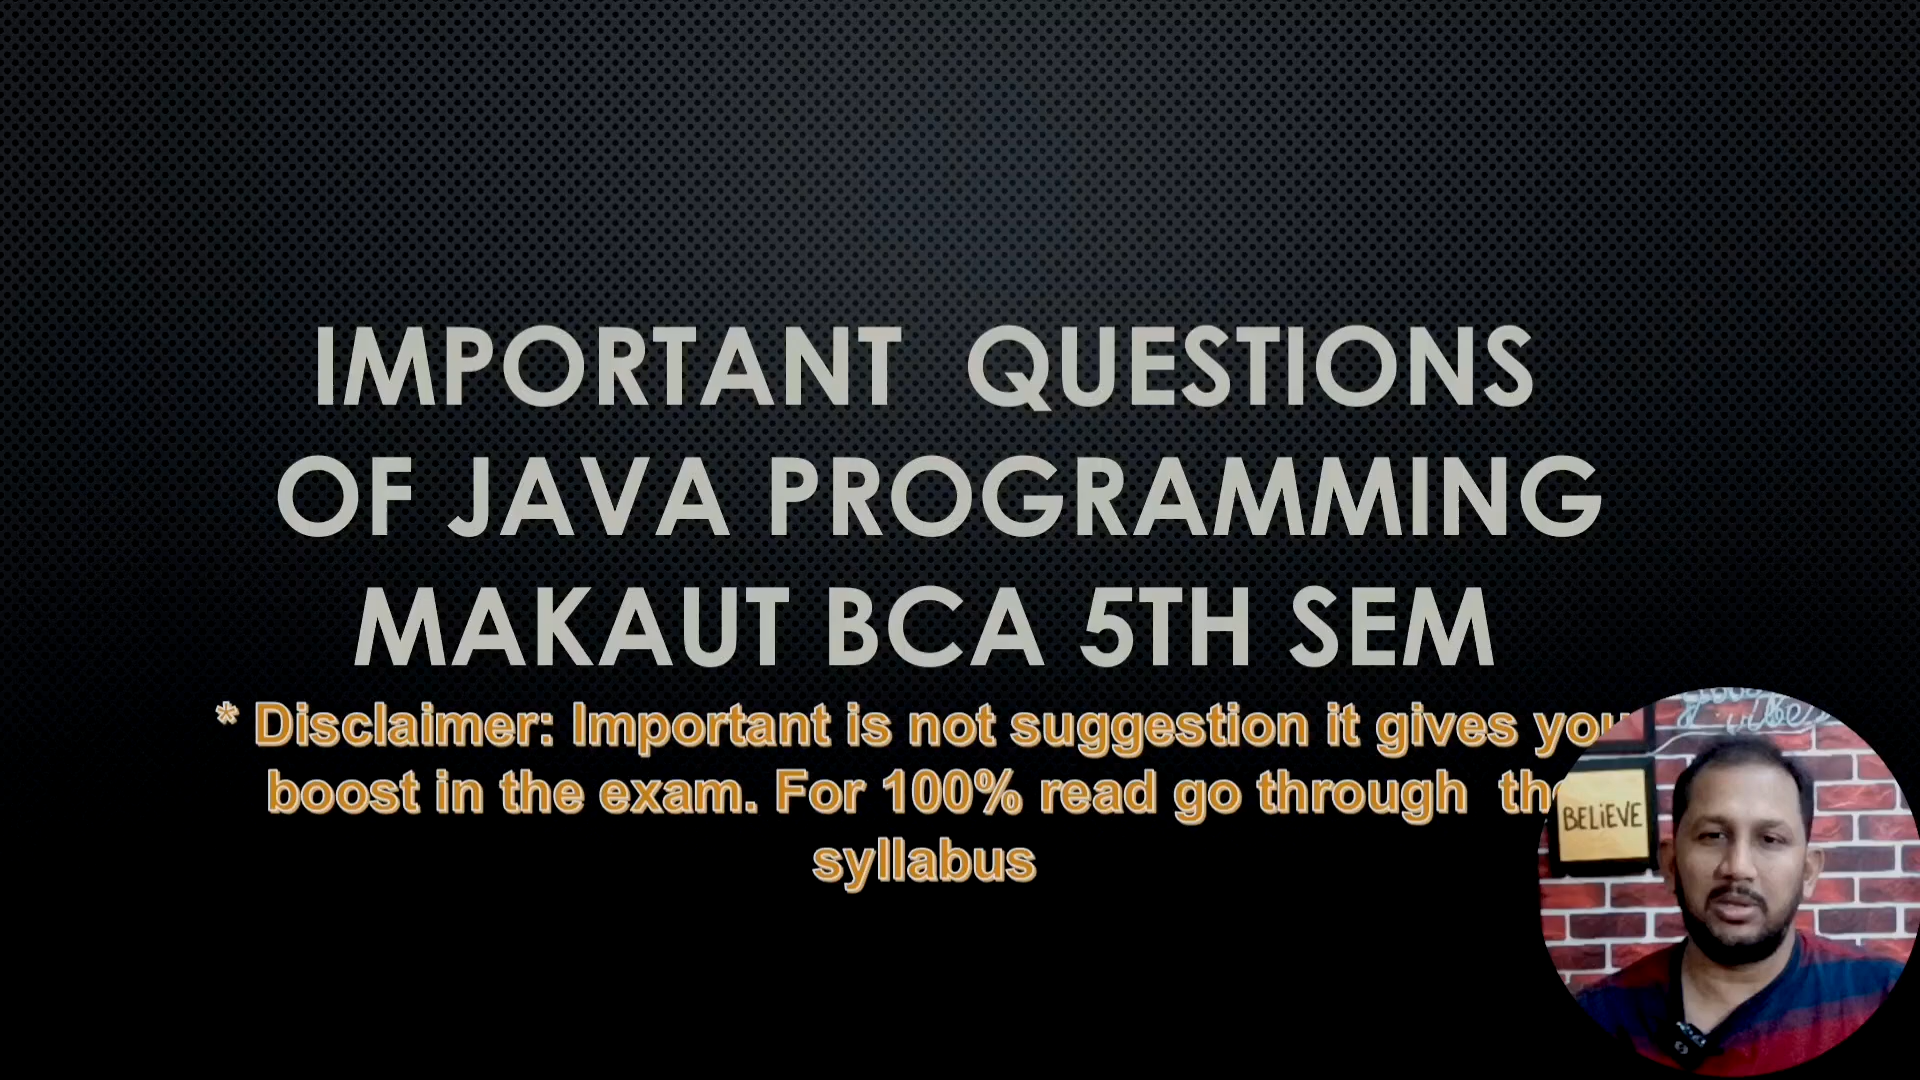 IMPORTANT QUESTIONS
OF JAVA PROGRAMMING
MAKAUT BCA 5TH SEM
* Disclaimer: Important is not suggestion it gives you
boost in the exam. For 100% read go through the
syllabus
BELiEVE